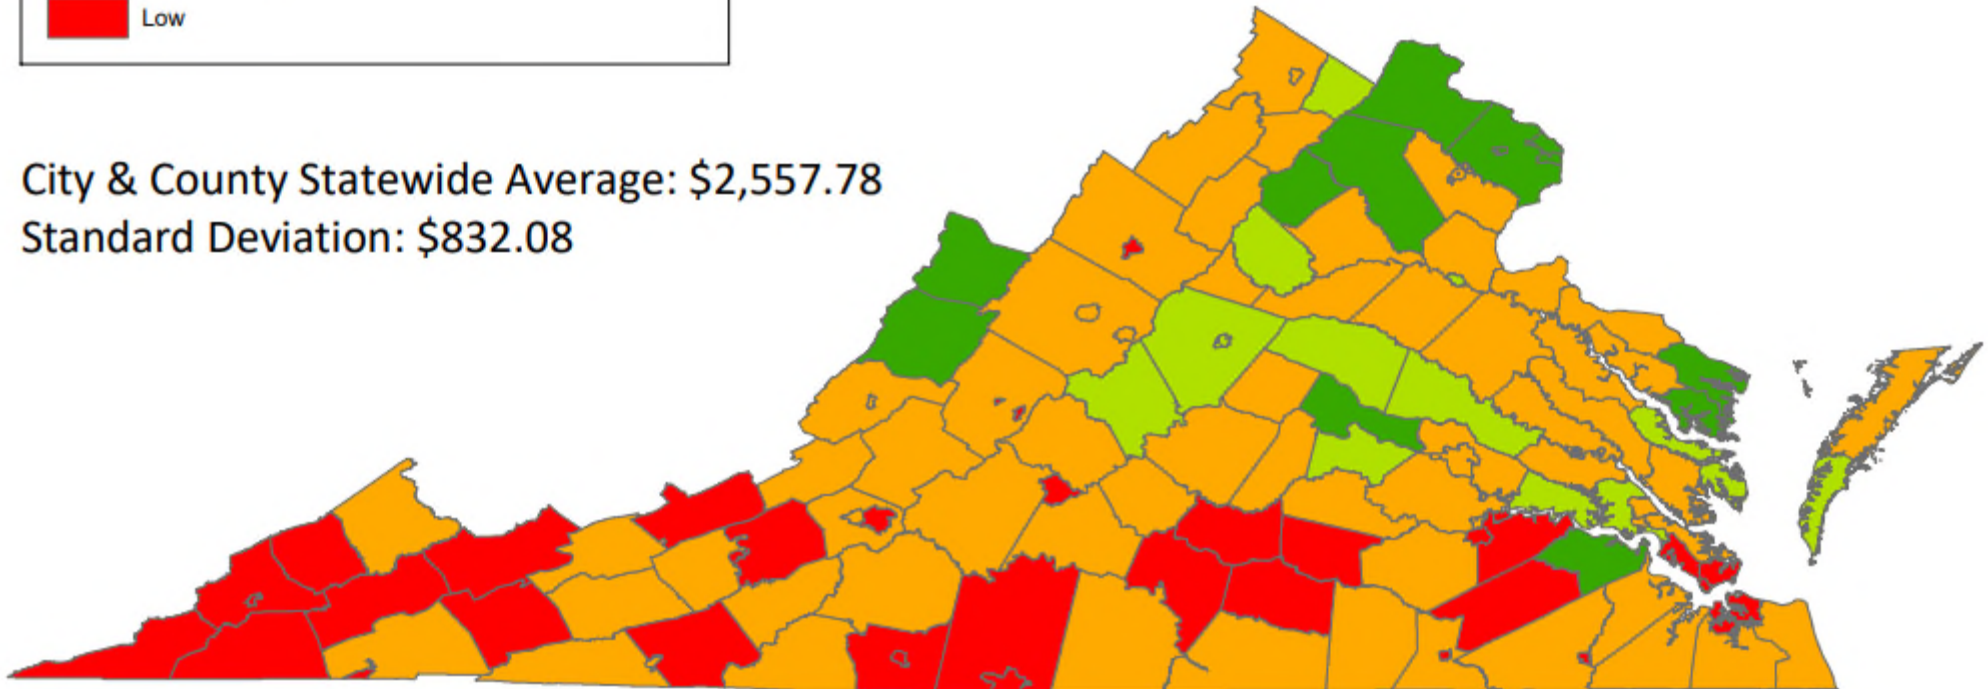 Low
City & County Statewide Average: $2,557.78
Standard Deviation: $832.08